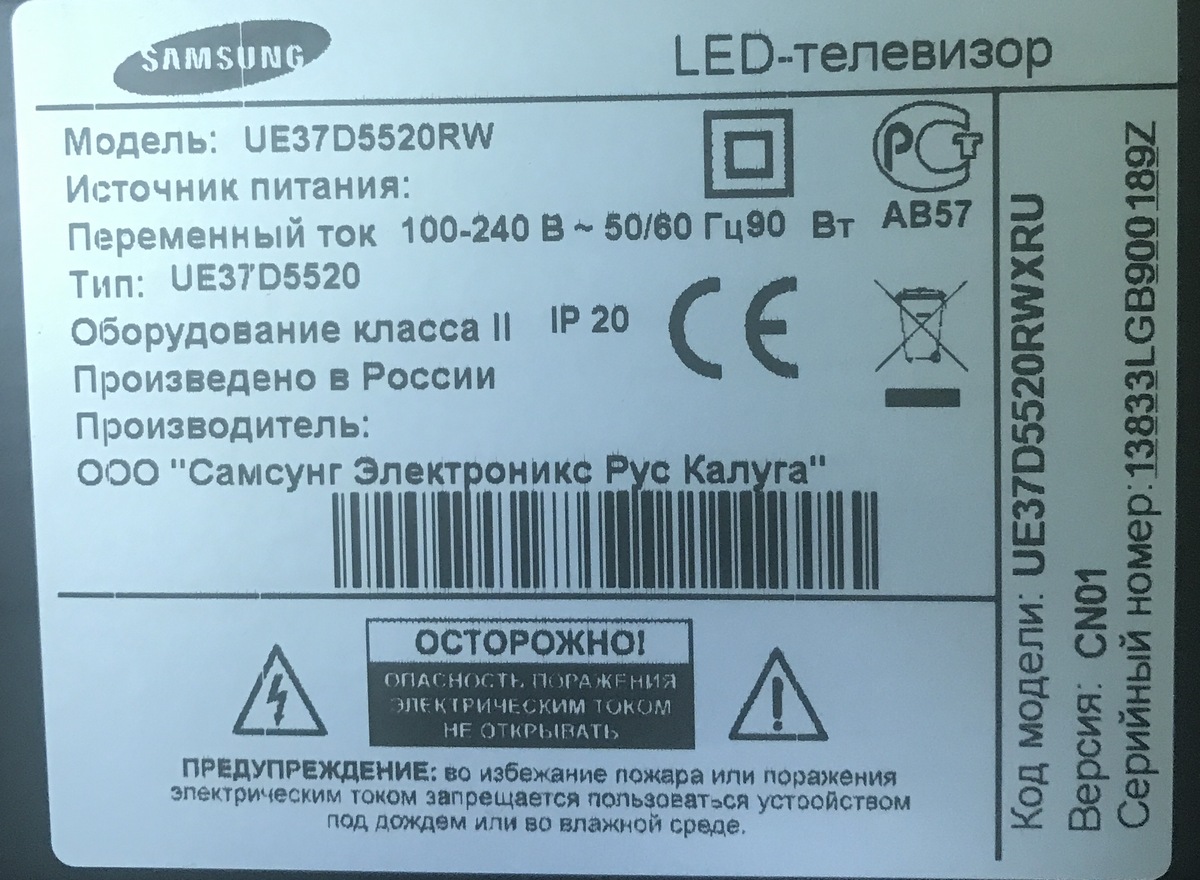 SAMSUNG
LED-телевизор
Модель: UE37D5520RW
Источник питания:
Переменный ток 100-240 В ~ 50/60 Гц90 Вт
Тип: UE37D5520
Оборудование класса II IP 20
Произведено в России
Производитель:
ООО "Самсунг Электроникс Рус Калуга"
РСТ
АВ57
CE
ОСТОРОЖНО!
ОПАСНОСТЬ ПОРАЖЕНИЯ
ЭЛЕКТРИЧЕСКИМ ТОКОМ
НЕ ОТКРЫВАТЬ
ПРЕДУПРЕЖДЕНИЕ: во избежание пожара или поражения
электрическим током запрещается пользоваться устройством
под дождем или во влажной среде.
Код модели: UE37D5520RWXRU
Версия: CN01
Серийный номер:13833LGB900189Z